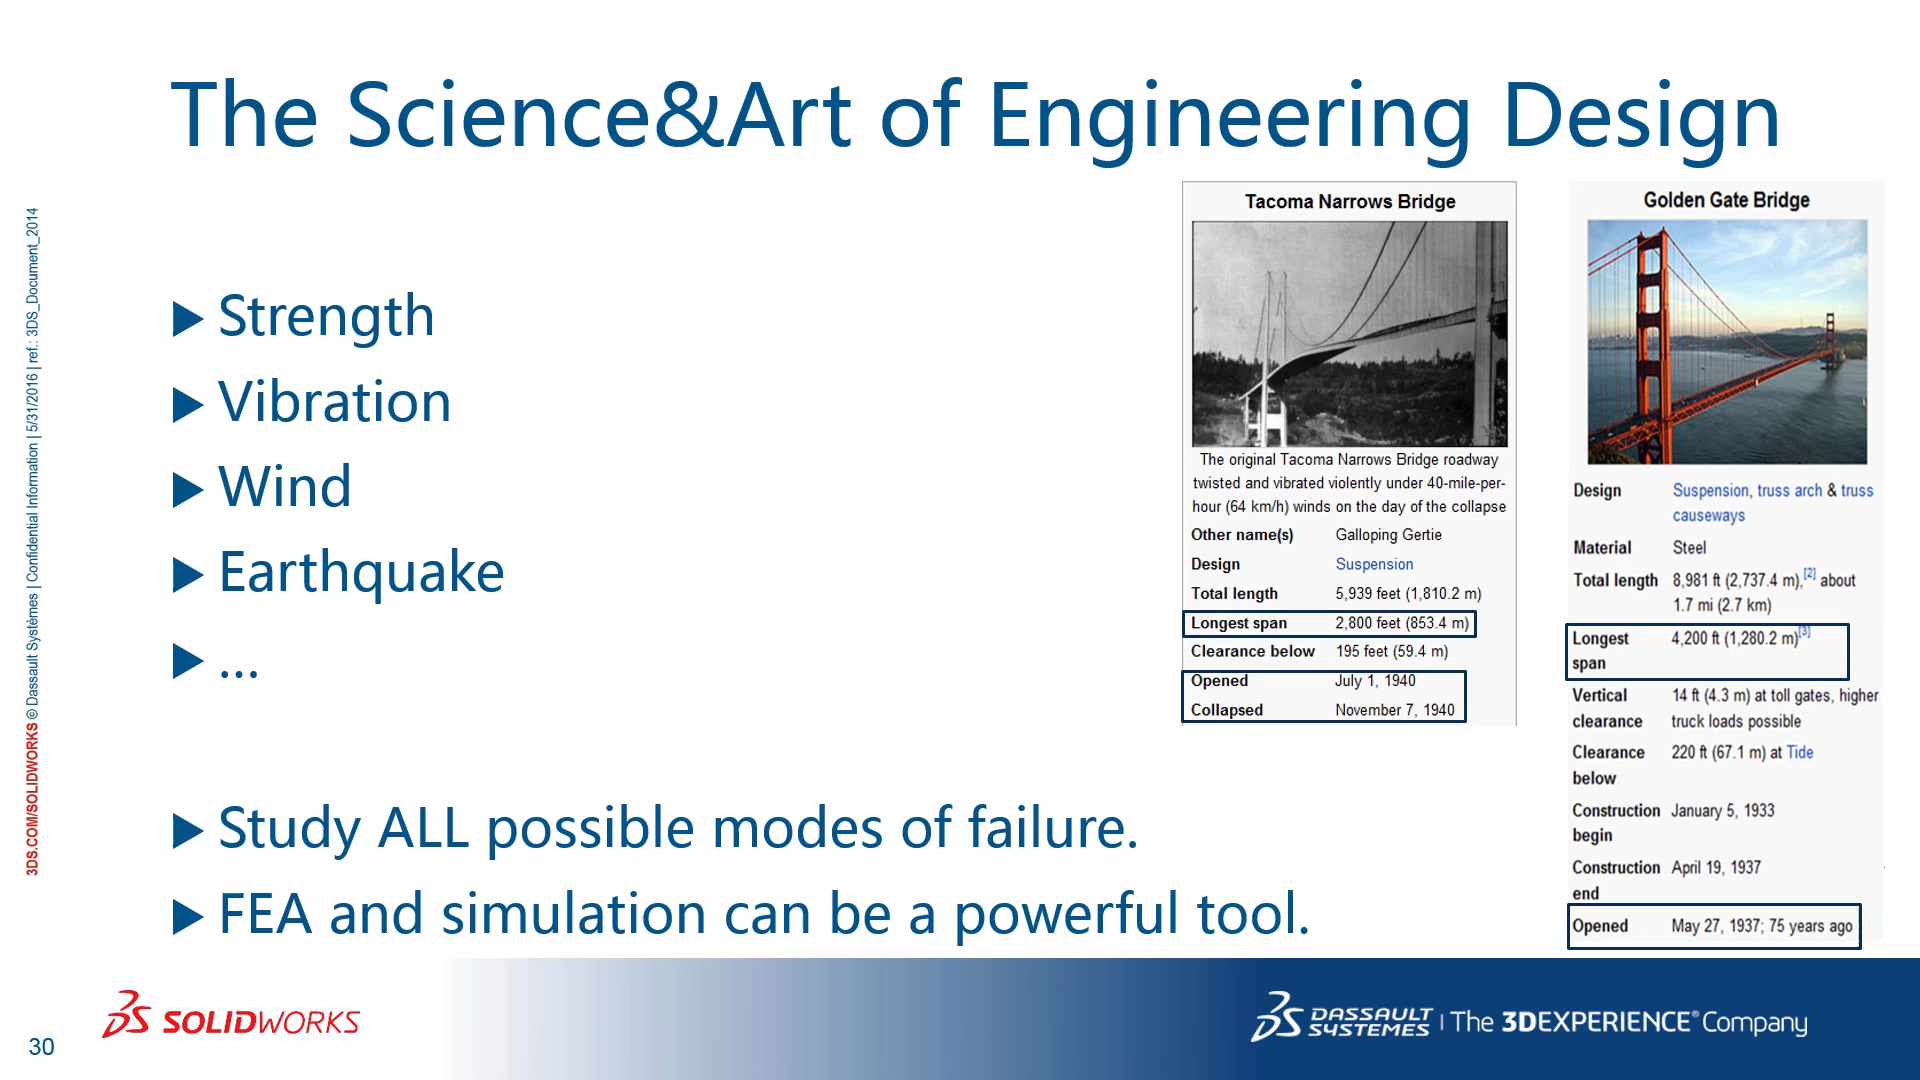 The Science&Art of Engineering Design
Strength
Vibration
Wind
Earthquake
...
Study ALL possible modes of failure.
FEA and simulation can be a powerful tool.
Tacoma Narrows Bridge
The original Tacoma Narrows Bridge roadway
twisted and vibrated violently under 40-mile-per-
hour (64 km/h) winds on the day of the collapse
Other name(s) Galloping Gertie
Design Suspension
Total length 5,939 feet (1,810.2 m)
Longest span 2,800 feet (853.4 m)
Clearance below 195 feet (59.4 m)
Opened July 1, 1940
Collapsed November 7, 1940
Golden Gate Bridge
Design Suspension, truss arch & truss
causeways
Material Steel
Total length 8,981 ft (2,737.4 m),[2] about
1.7 mi (2.7 km)
Longest 4,200 ft (1,280.2 m)[3]
span
Vertical 14 ft (4.3 m) at toll gates, higher
clearance truck loads possible
Clearance 220 ft (67.1 m) at Tide
below
Construction January 5, 1933
begin
Construction April 19, 1937
end
Opened May 27, 1937; 75 years ago
3DS.COM/SOLIDWORKS © Dassault Systèmes | Confidential Information | 5/31/2016 | ref.: 3DS_Document_2014
30
SOLIDWORKS
DASSAULT SYSTEMES | The 3DEXPERIENCE® Company